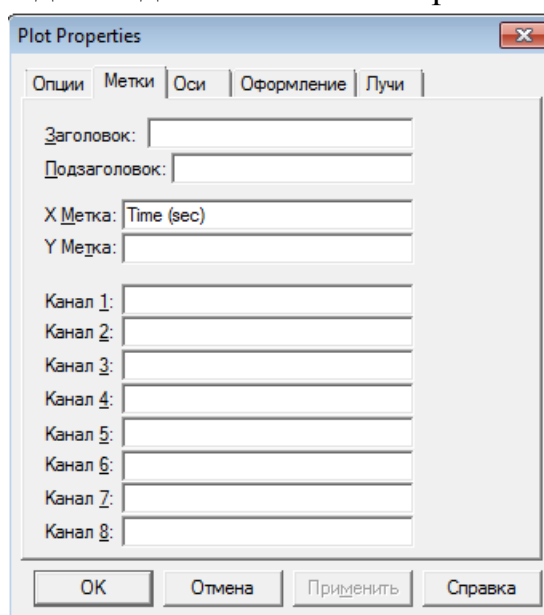 Plot Properties
Опции Метки Оси Оформление Лучи
Заголовок:
Подзаголовок:
X Метка: Time (sec)
Y Метка:
Канал 1:
Канал 2:
Канал 3:
Канал 4:
Канал 5:
Канал 6:
Канал 7:
Канал 8:
OK Отмена Применить Справка